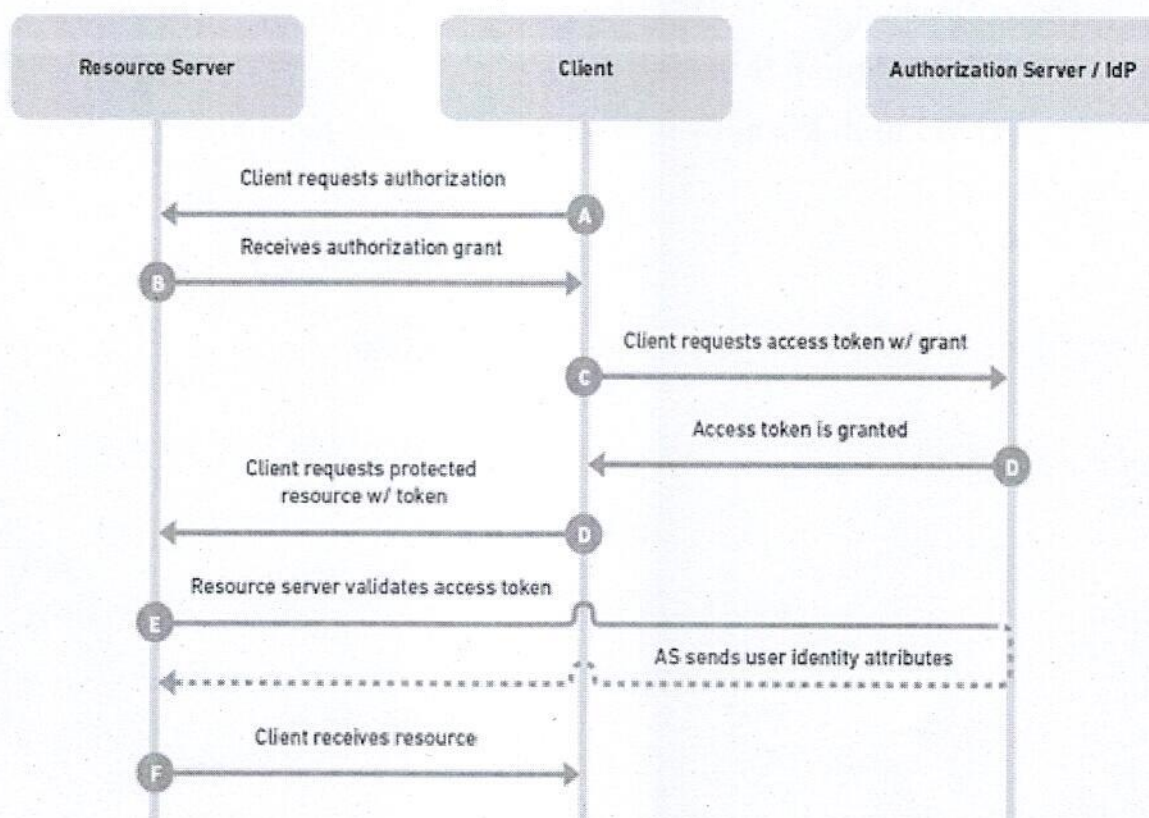 Resource Server
Client
Authorization Server / IdP
Client requests authorization
A
Receives authorization grant
B
Client requests access token w/ grant
C
Access token is granted
D
Client requests protected
resource w/ token
D
Resource server validates access token
E
AS sends user identity attributes
Client receives resource
F